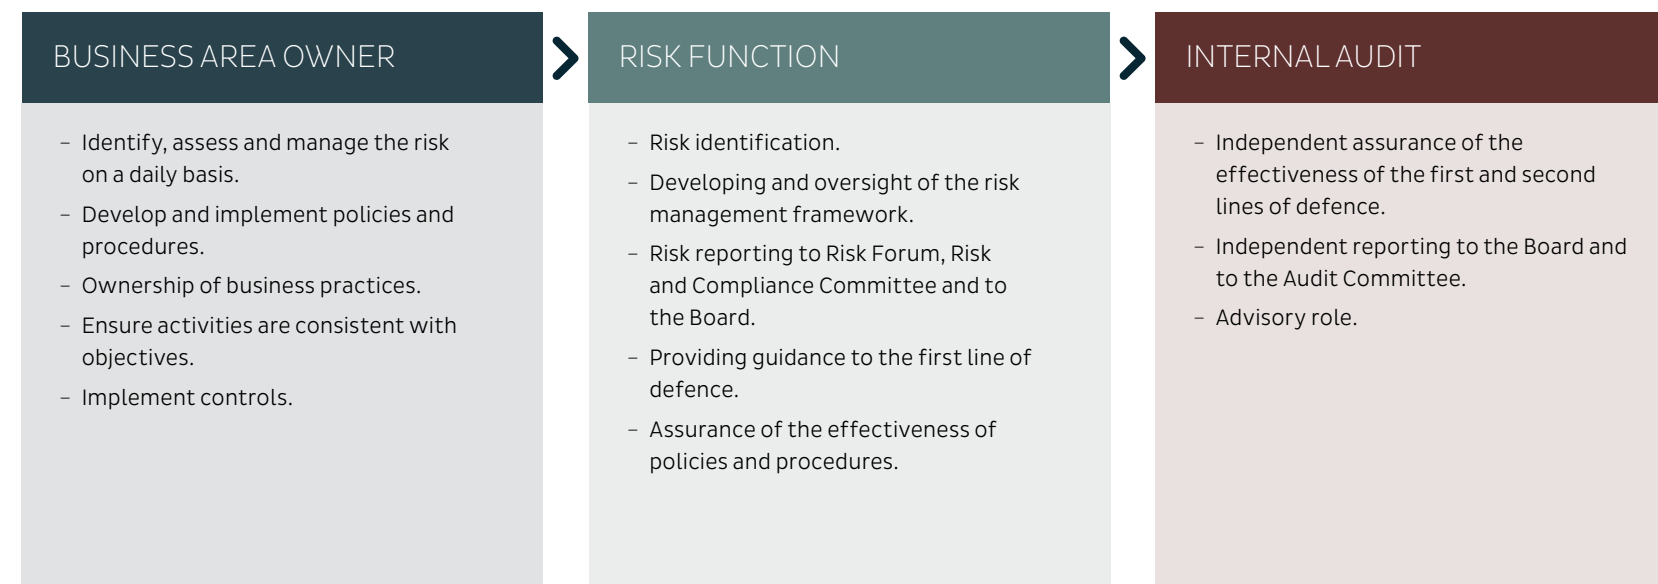 BUSINESS AREA OWNER
– Identify, assess and manage the risk
on a daily basis.
– Develop and implement policies and
procedures.
– Ownership of business practices.
– Ensure activities are consistent with
objectives.
– Implement controls.
RISK FUNCTION
– Risk identification.
– Developing and oversight of the risk
management framework.
– Risk reporting to Risk Forum, Risk
and Compliance Committee and to
the Board.
– Providing guidance to the first line of
defence.
– Assurance of the effectiveness of
policies and procedures.
INTERNAL AUDIT
– Independent assurance of the
effectiveness of the first and second
lines of defence.
– Independent reporting to the Board and
to the Audit Committee.
– Advisory role.